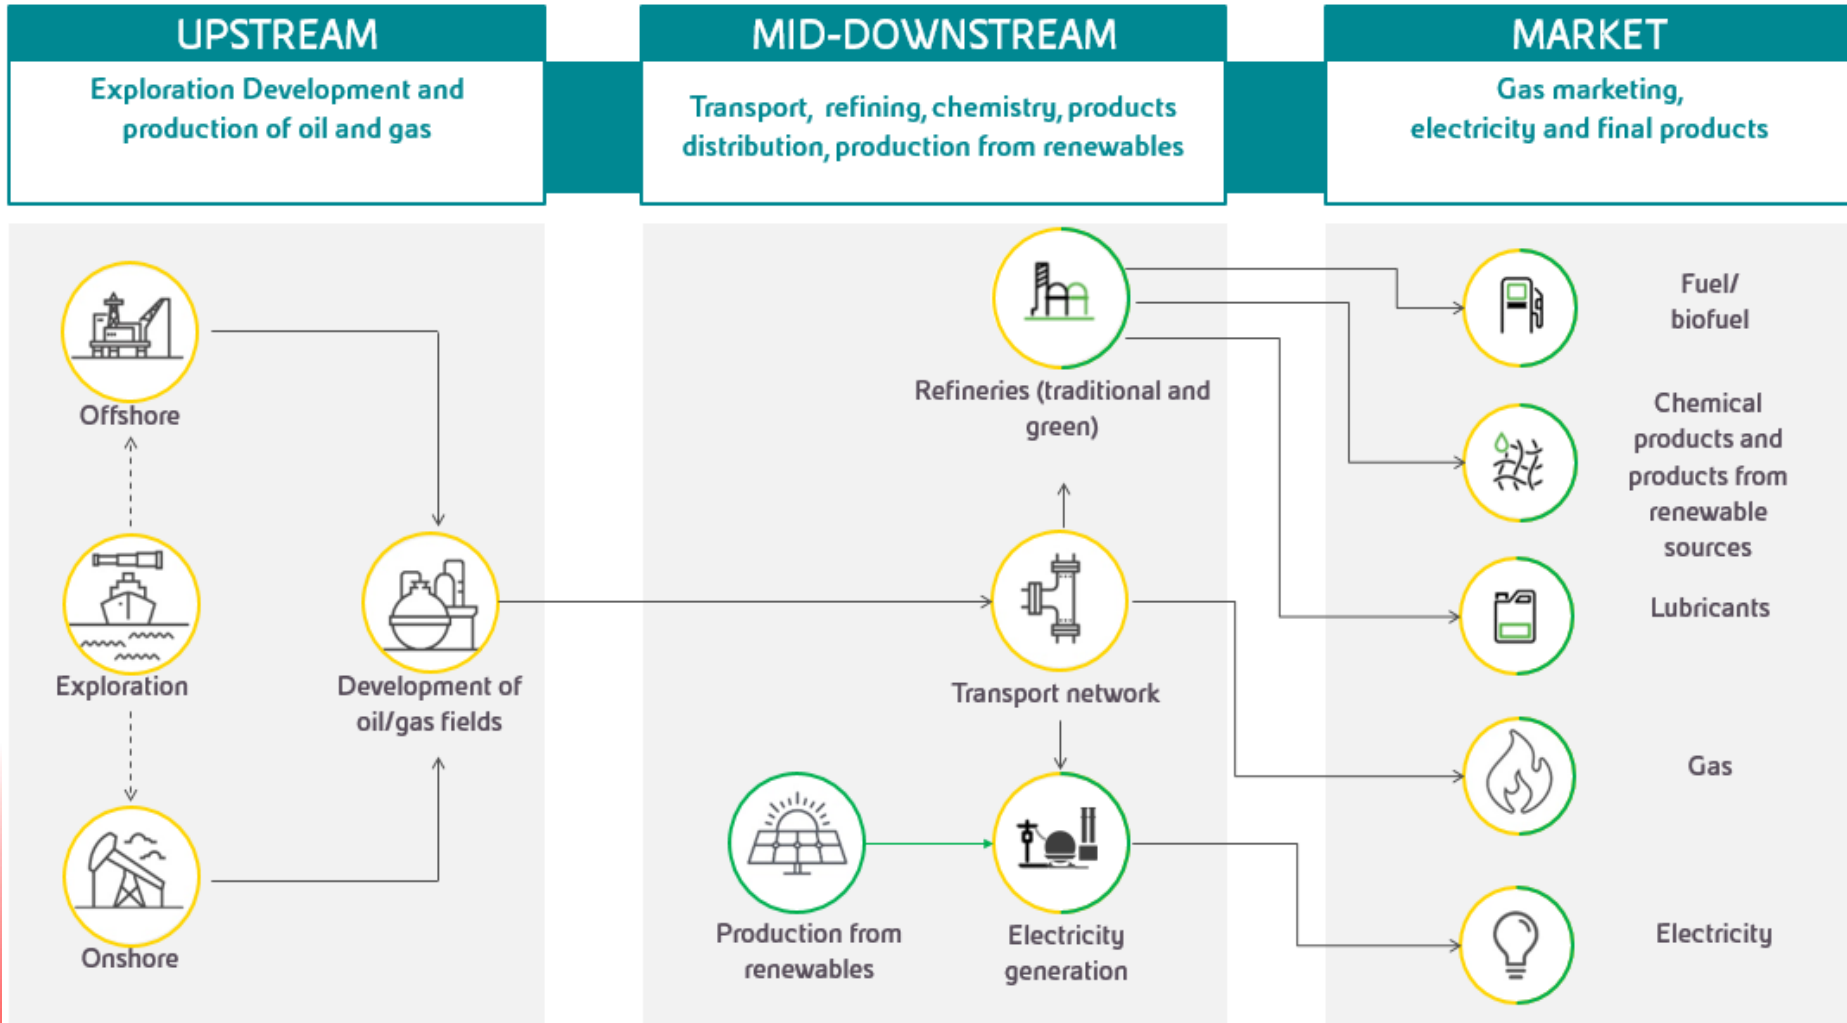 UPSTREAM
Exploration Development and
production of oil and gas
MID-DOWNSTREAM
Transport, refining, chemistry, products
distribution, production from renewables
MARKET
Gas marketing,
electricity and final products
Offshore
Exploration
Onshore
Development of
oil/gas fields
Refineries (traditional and
green)
Transport network
Production from
renewables
Electricity
generation
Fuel/
biofuel
Chemical
products and
products from
renewable
sources
Lubricants
Gas
Electricity